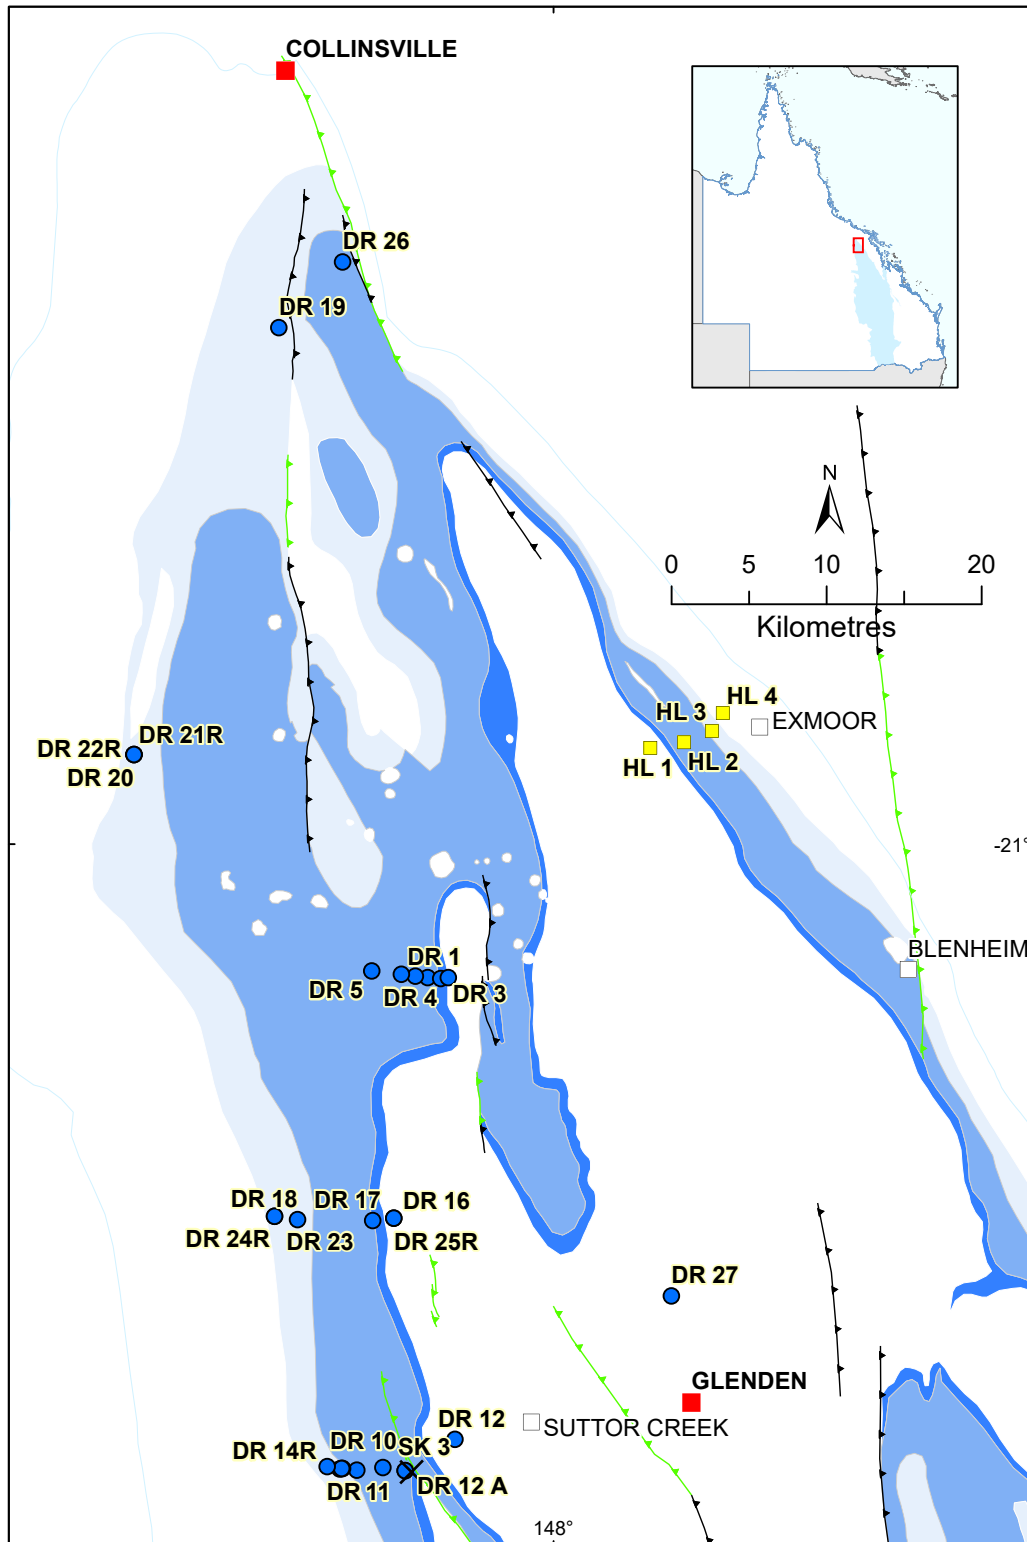 COLLINSVILLE
DR 26
DR 19
N
0 5 10 20
Kilometres
HL 4
HL 3
EXMOOR
DR 21R
DR 22R
DR 20
HL 2
HL 1
-21°
BLENHEIM
DR 1
DR 5
DR 4
DR 3
DR 18
DR 17
DR 16
DR 24R
DR 23
DR 25R
DR 27
GLENDEN
DR 12
SUTTOR CREEK
DR 10
SK 3
DR 14R
DR 11
DR 12 A
148°